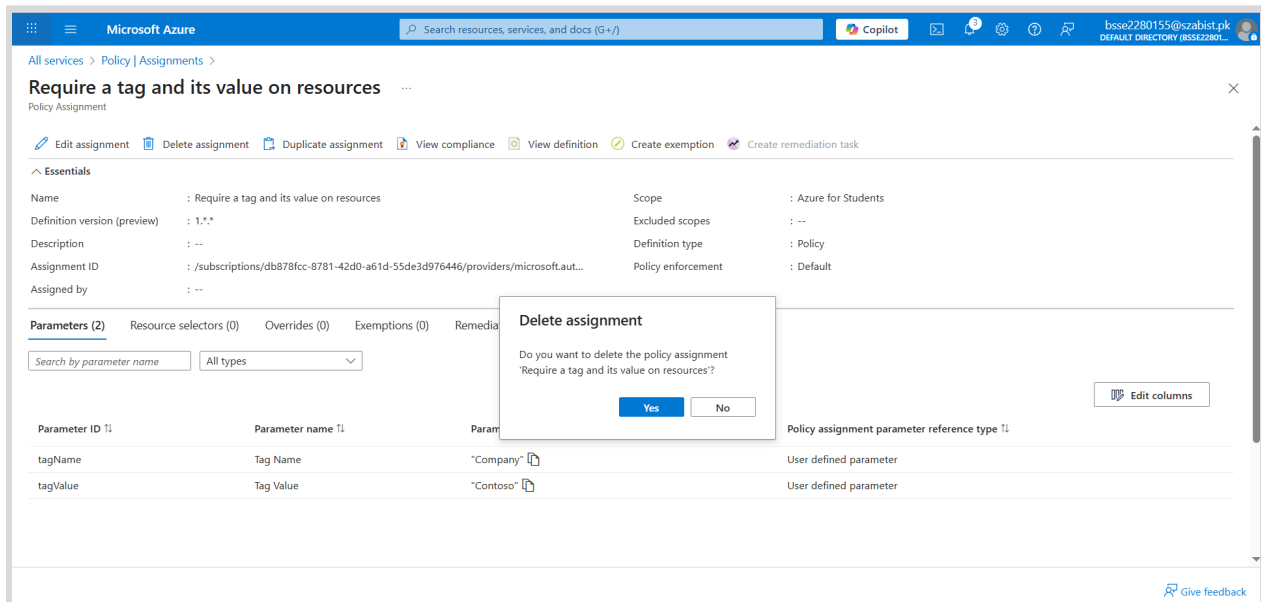 Microsoft Azure
Search resources, services, and docs (G+/)
Copilot
3
bsse2280155@szabist.pk
DEFAULT DIRECTORY (BSSE22801...
All services > Policy | Assignments >
Require a tag and its value on resources ...
Policy Assignment
Edit assignment Delete assignment Duplicate assignment View compliance View definition Create exemption Create remediation task
Essentials
Name : Require a tag and its value on resources Scope : Azure for Students
Definition version (preview) : 1.*.* Excluded scopes : --
Description : -- Definition type : Policy
Assignment ID : /subscriptions/db878fcc-8781-42d0-a61d-55de3d976446/providers/microsoft.aut... Policy enforcement : Default
Assigned by : --
Parameters (2) Resource selectors (0) Overrides (0) Exemptions (0) Remedia
Delete assignment
Do you want to delete the policy assignment
'Require a tag and its value on resources'?
Yes No
Search by parameter name All types
Edit columns
Parameter ID Parameter name Param Policy assignment parameter reference type
tagName Tag Name "Company" User defined parameter
tagValue Tag Value "Contoso" User defined parameter
Give feedback